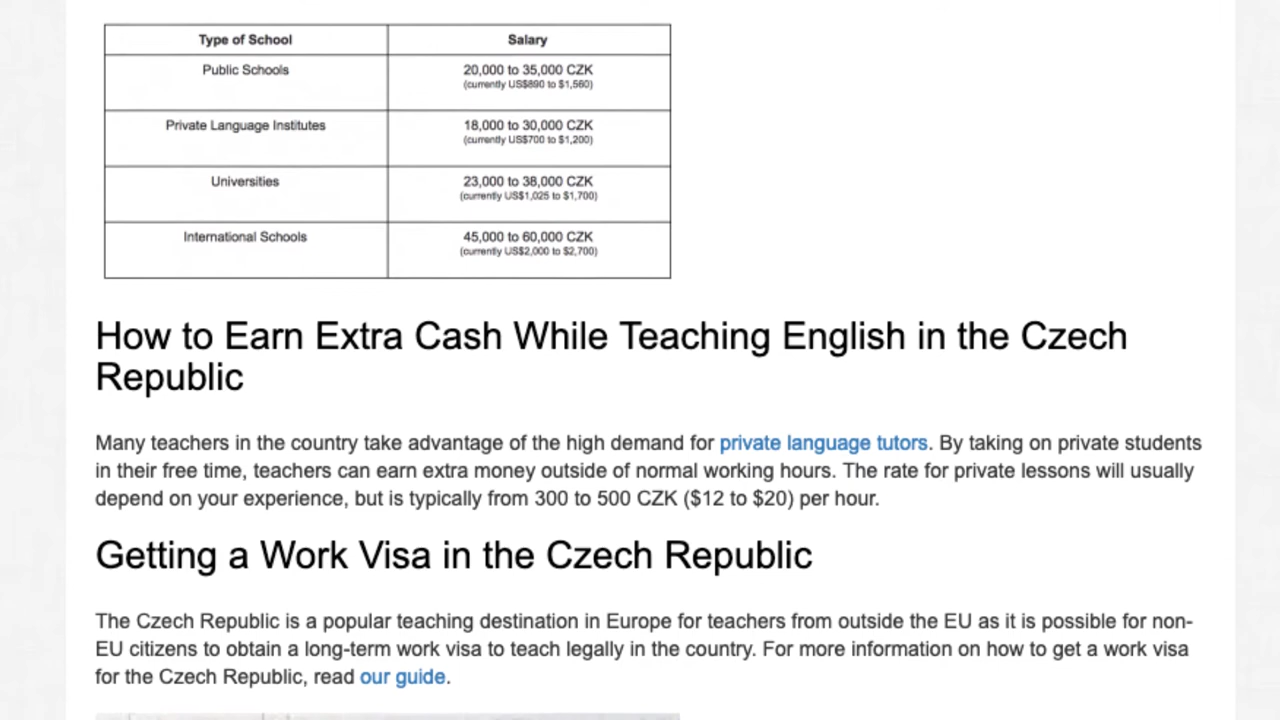 Type of School Salary
Public Schools 20,000 to 35,000 CZK
(currently US$890 to $1,560)
Private Language Institutes 18,000 to 30,000 CZK
(currently US$700 to $1,200)
Universities 23,000 to 38,000 CZK
(currently US$1,025 to $1,700)
International Schools 45,000 to 60,000 CZK
(currently US$2,000 to $2,700)
How to Earn Extra Cash While Teaching English in the Czech
Republic
Many teachers in the country take advantage of the high demand for private language tutors. By taking on private students
in their free time, teachers can earn extra money outside of normal working hours. The rate for private lessons will usually
depend on your experience, but is typically from 300 to 500 CZK ($12 to $20) per hour.
Getting a Work Visa in the Czech Republic
The Czech Republic is a popular teaching destination in Europe for teachers from outside the EU as it is possible for non-
EU citizens to obtain a long-term work visa to teach legally in the country. For more information on how to get a work visa
for the Czech Republic, read our guide.